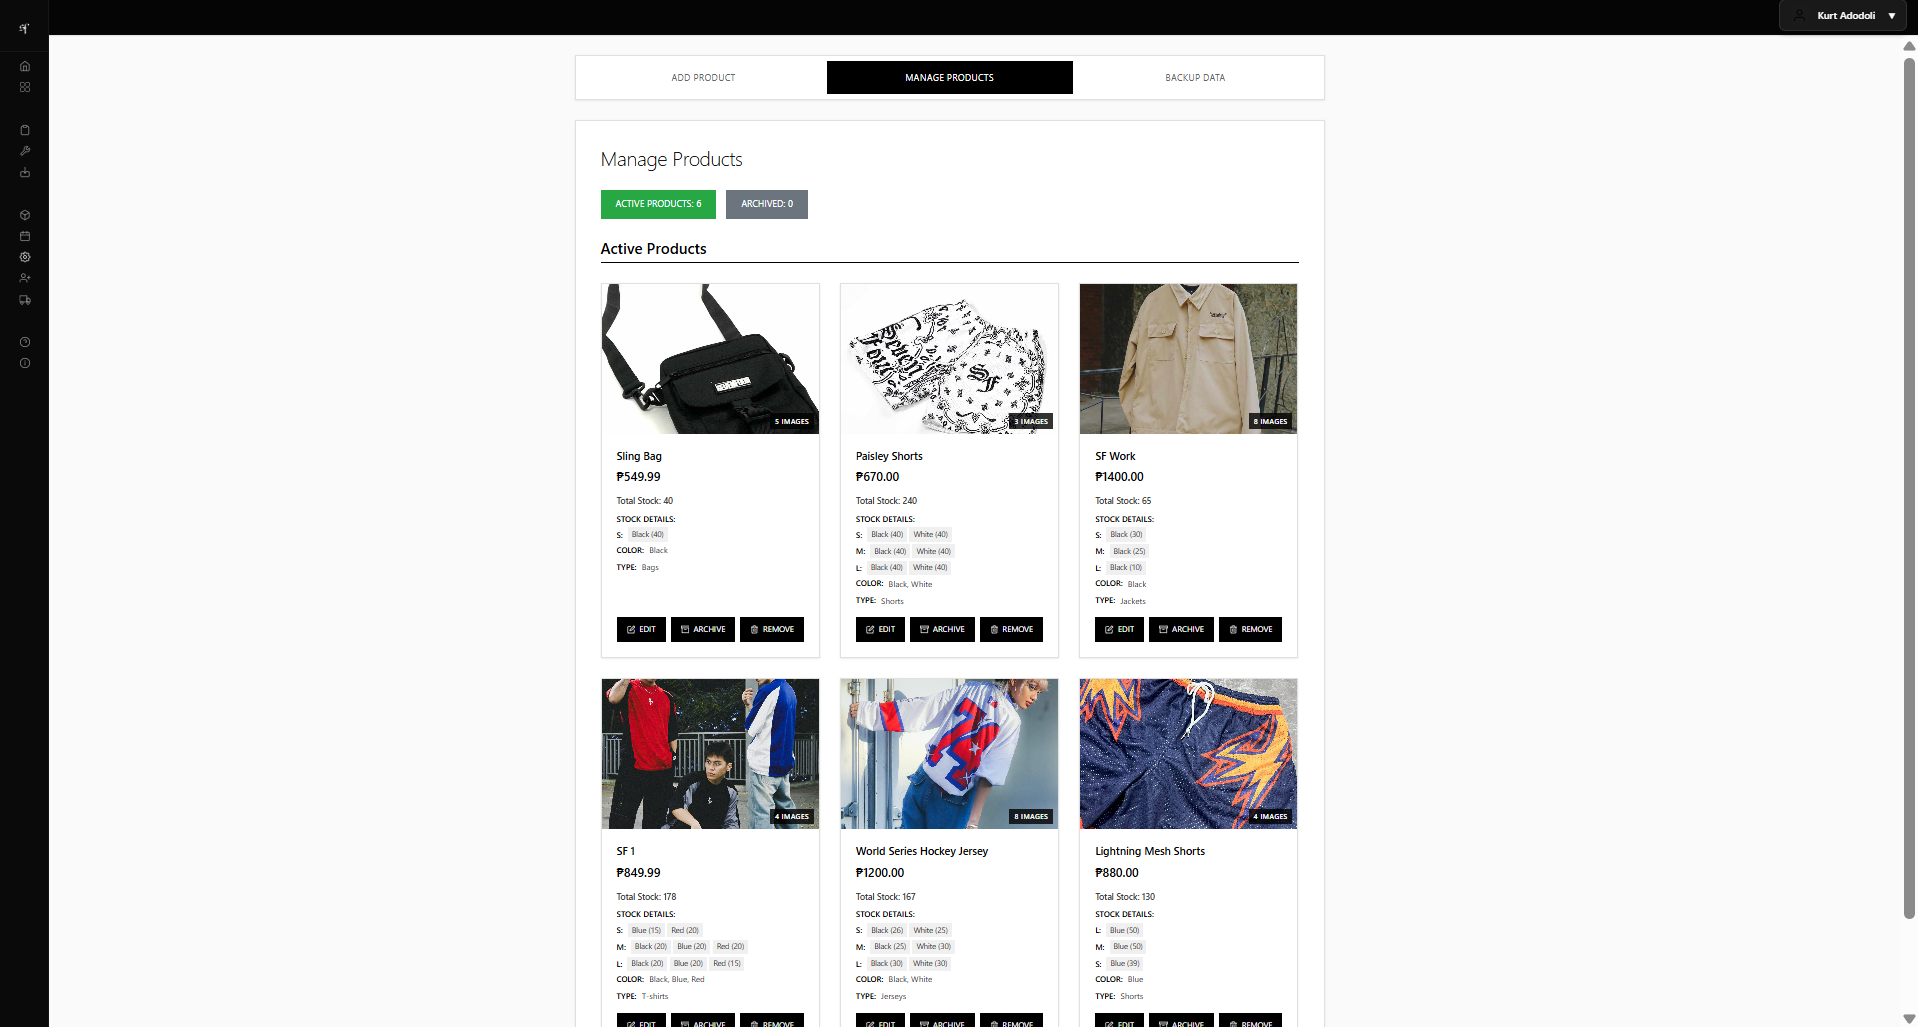 Kurt Adodoli ▼
ADD PRODUCT
MANAGE PRODUCTS
BACKUP DATA
Manage Products
ACTIVE PRODUCTS: 6
ARCHIVED: 0
Active Products
5 IMAGES
Sling Bag
₱549.99
Total Stock: 40
STOCK DETAILS:
S: Black (40)
COLOR: Black
TYPE: Bags
EDIT ARCHIVE REMOVE
SF
3 IMAGES
Paisley Shorts
₱670.00
Total Stock: 240
STOCK DETAILS:
S: Black (40) White (40)
M: Black (40) White (40)
L: Black (40) White (40)
COLOR: Black, White
TYPE: Shorts
EDIT ARCHIVE REMOVE
8 IMAGES
SF Work
₱1400.00
Total Stock: 65
STOCK DETAILS:
S: Black (30)
M: Black (25)
L: Black (10)
COLOR: Black
TYPE: Jackets
EDIT ARCHIVE REMOVE
4 IMAGES
SF 1
₱849.99
Total Stock: 178
STOCK DETAILS:
S: Blue (15) Red (20)
M: Black (20) Blue (20) Red (20)
L: Black (20) Blue (20) Red (15)
COLOR: Black, Blue, Red
TYPE: T-shirts
EDIT ARCHIVE REMOVE
8 IMAGES
World Series Hockey Jersey
₱1200.00
Total Stock: 167
STOCK DETAILS:
S: Black (26) White (25)
M: Black (25) White (30)
L: Black (30) White (30)
COLOR: Black, White
TYPE: Jerseys
EDIT ARCHIVE REMOVE
4 IMAGES
Lightning Mesh Shorts
₱880.00
Total Stock: 130
STOCK DETAILS:
L: Blue (50)
M: Blue (50)
S: Blue (39)
COLOR: Blue
TYPE: Shorts
EDIT ARCHIVE REMOVE